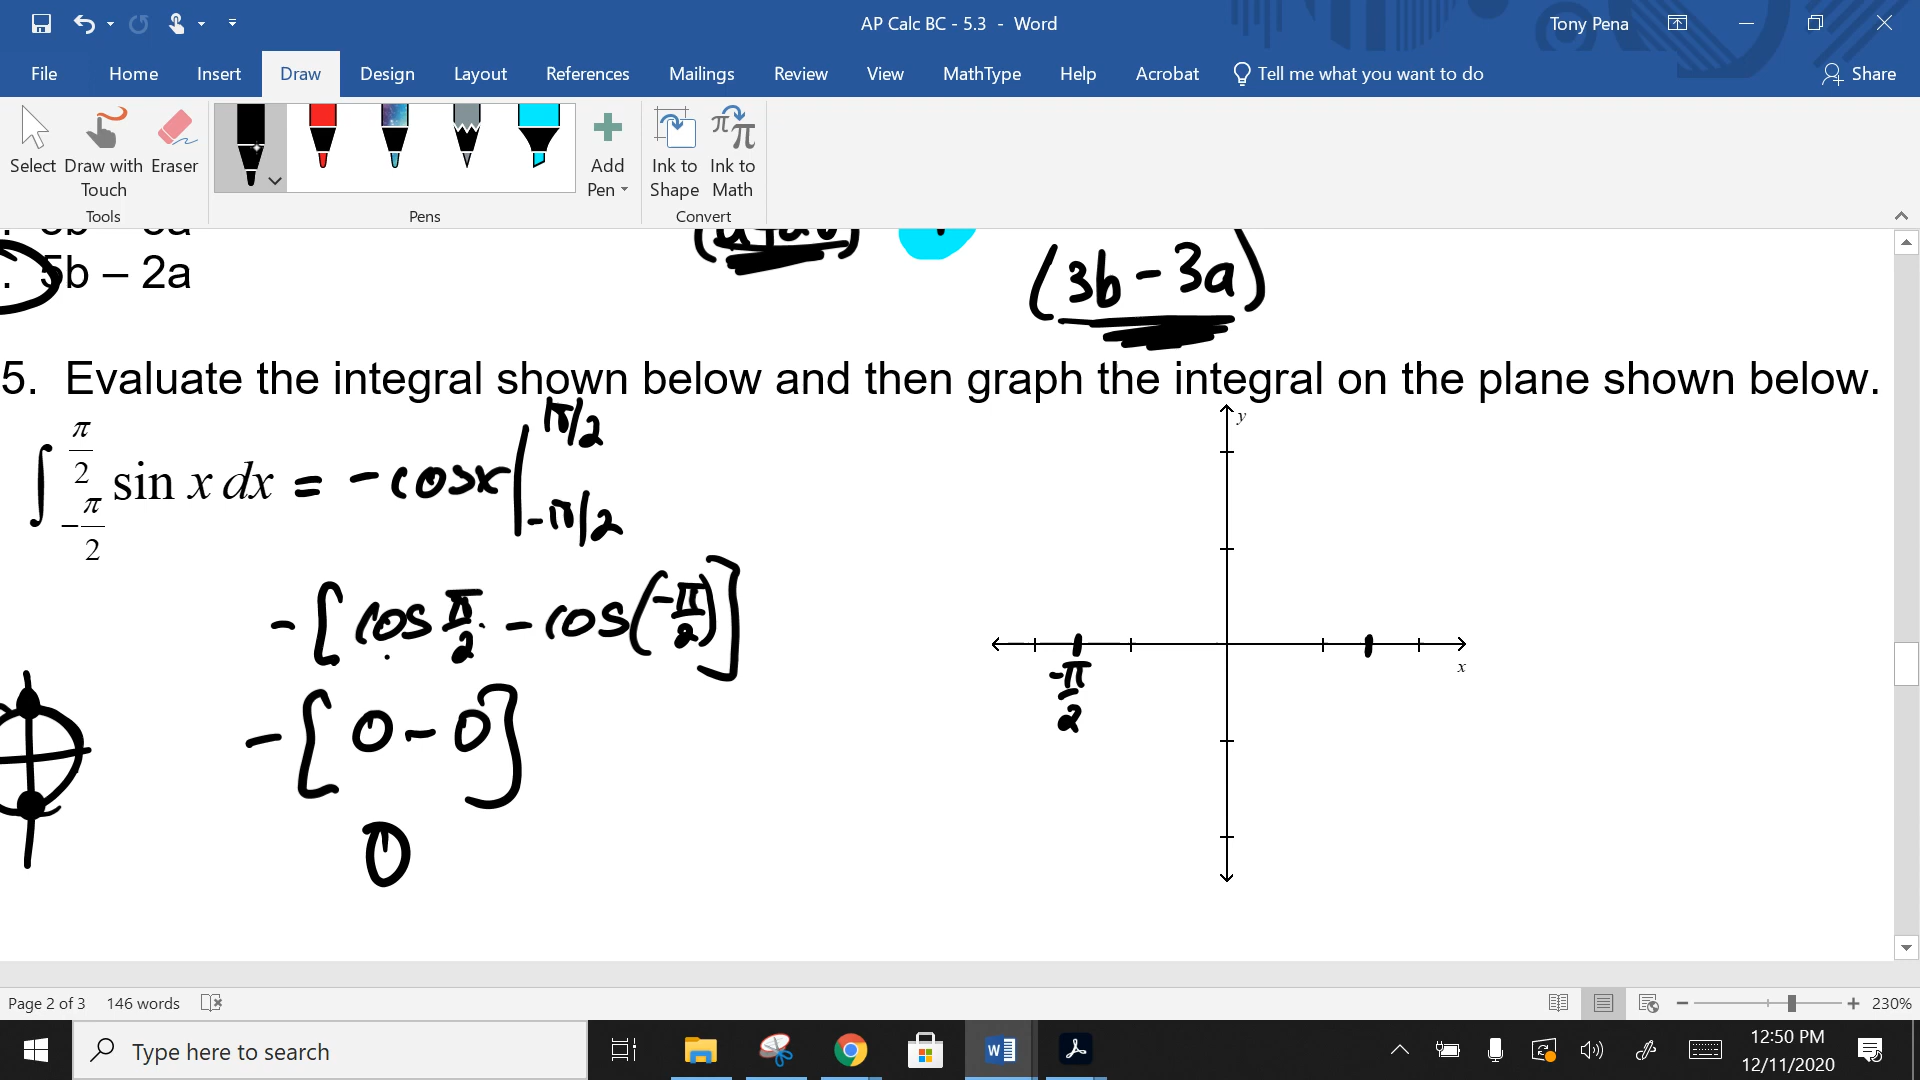 AP Calc BC - 5.3 - Word
Tony Pena
File Home Insert Draw Design Layout References Mailings Review View MathType Help Acrobat Tell me what you want to do Share
Select
Draw with Touch
Eraser
Add Pen
Ink to Shape
Ink to Math
Tools
Pens
Convert
5b – 2a
(3b - 3a)
5. Evaluate the integral shown below and then graph the integral on the plane shown below.
∫_{-π/2}^{π/2} sin x dx = -cosx |_{-π/2}^{π/2}
-[cos π/2 - cos(-π/2)]
-[0 - 0]
0
y
x
-π/2
Page 2 of 3 146 words
230%
Type here to search
12:50 PM
12/11/2020